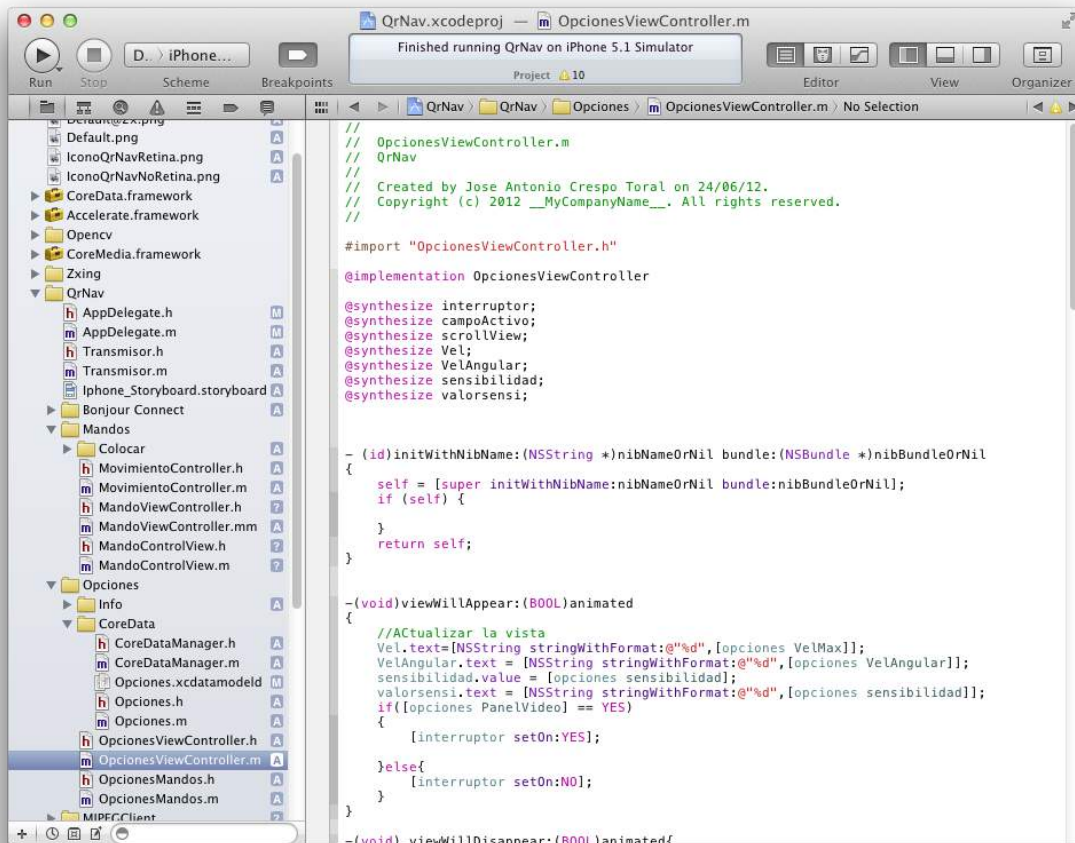 QrNav.xcodeproj — OpcionesViewController.m
D.. iPhone...
Finished running QrNav on iPhone 5.1 Simulator
Project 10
Run Stop Scheme Breakpoints Editor View Organizer
QrNav QrNav Opciones OpcionesViewController.m No Selection
Default@2x.png A
Default.png A
IconoQrNavRetina.png A
IconoQrNavNoRetina.png A
CoreData.framework
Accelerate.framework
Opencv
CoreMedia.framework
Zxing
QrNav
AppDelegate.h M
AppDelegate.m M
Transmisor.h A
Transmisor.m A
Iphone_Storyboard.storyboard A
Bonjour Connect A
Mandos
Colocar A
MovimientoController.h A
MovimientoController.m A
MandoViewController.h ?
MandoViewController.mm A
MandoControlView.h ?
MandoControlView.m ?
Opciones
Info A
CoreData
CoreDataManager.h A
CoreDataManager.m A
Opciones.xcdatamodeld M
Opciones.h A
Opciones.m A
OpcionesViewController.h A
OpcionesViewController.m A
OpcionesMandos.h A
OpcionesMandos.m A
MJPEGClient ?
//
// OpcionesViewController.m
// QrNav
//
// Created by Jose Antonio Crespo Toral on 24/06/12.
// Copyright (c) 2012 __MyCompanyName__. All rights reserved.
//
#import "OpcionesViewController.h"
@implementation OpcionesViewController
@synthesize interruptor;
@synthesize campoActivo;
@synthesize scrollView;
@synthesize Vel;
@synthesize VelAngular;
@synthesize sensibilidad;
@synthesize valorsensi;
- (id)initWithNibName:(NSString *)nibNameOrNil bundle:(NSBundle *)nibBundleOrNil
{
self = [super initWithNibName:nibNameOrNil bundle:nibBundleOrNil];
if (self) {
}
return self;
}
-(void)viewWillAppear:(BOOL)animated
{
//ACtualizar la vista
Vel.text=[NSString stringWithFormat:@"%d",[opciones VelMax]];
VelAngular.text = [NSString stringWithFormat:@"%d",[opciones VelAngular]];
sensibilidad.value = [opciones sensibilidad];
valorsensi.text = [NSString stringWithFormat:@"%d",[opciones sensibilidad]];
if([opciones PanelVideo] == YES)
{
[interruptor setOn:YES];
}else{
[interruptor setOn:NO];
}
}
-(void) viewWillDisappear:(BOOL)animated{